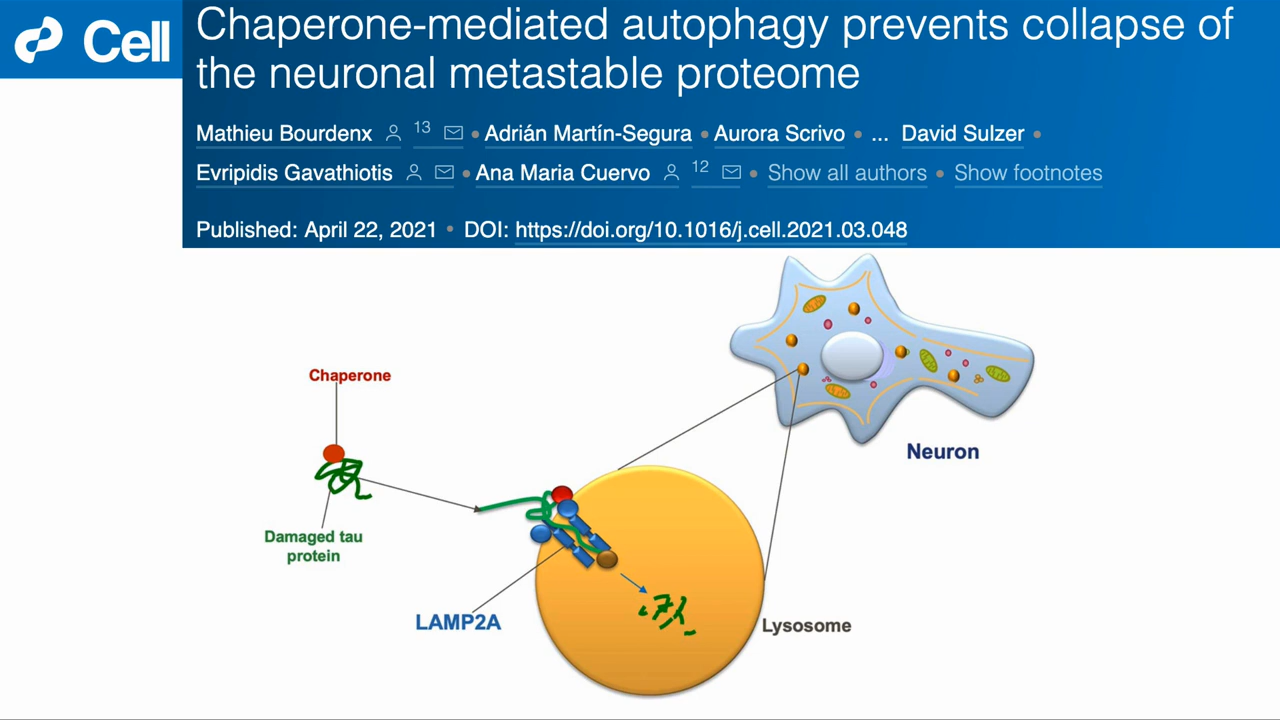 Cell
Chaperone-mediated autophagy prevents collapse of
the neuronal metastable proteome
Mathieu Bourdenx 13 • Adrián Martín-Segura • Aurora Scrivo • ... David Sulzer •
Evripidis Gavathiotis • Ana Maria Cuervo 12 • Show all authors • Show footnotes
Published: April 22, 2021 • DOI: https://doi.org/10.1016/j.cell.2021.03.048
Chaperone
Neuron
Damaged tau
protein
LAMP2A
Lysosome